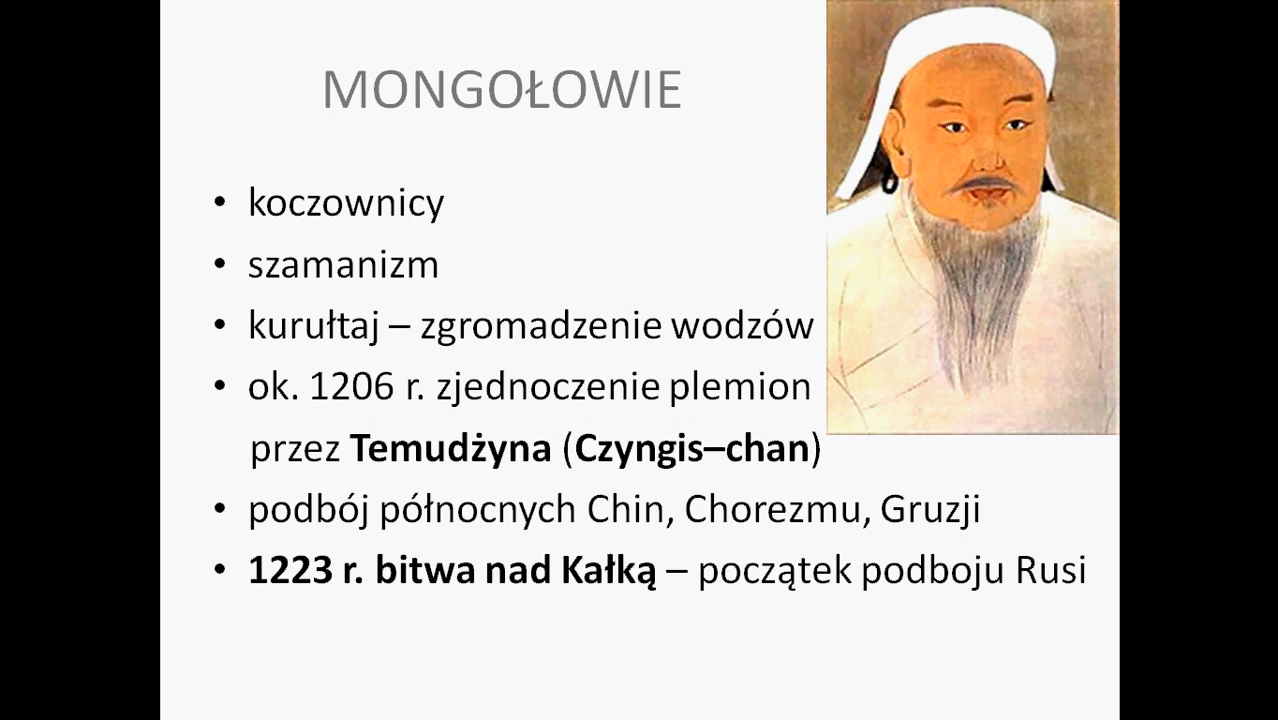 MONGOŁOWIE
• koczownicy
• szamanizm
• kurułtaj – zgromadzenie wodzów
• ok. 1206 r. zjednoczenie plemion
przez Temudżyna (Czyngis–chan)
• podbój północnych Chin, Chorezmu, Gruzji
• 1223 r. bitwa nad Kałką – początek podboju Rusi